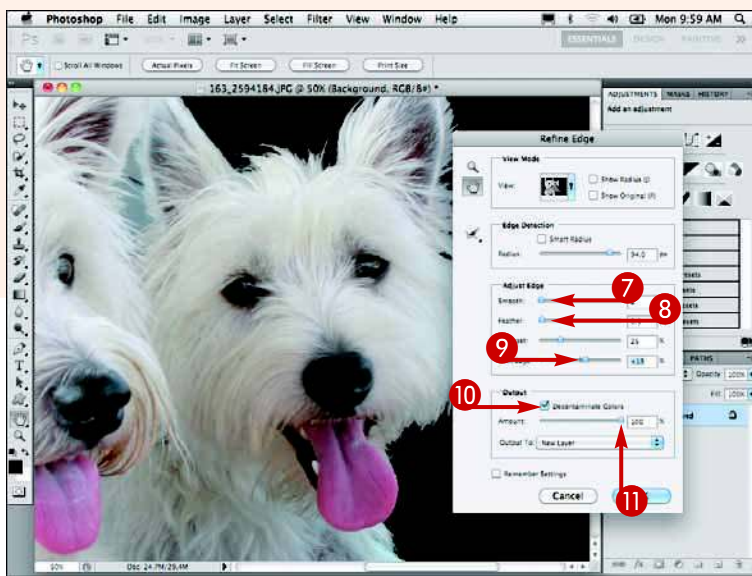 Photoshop File Edit Image Layer Select Filter View Window Help Mon 9:59 AM
Ps ESSENTIALS DESIGN PAINTING
Scroll All Windows Actual Pixels Fit Screen Fill Screen Print Size
163_2594184.JPG @ 50% (Background, RGB/8#) *
ADJUSTMENTS MASKS HISTORY
Add an adjustment
Refine Edge
View Mode
View: Show Radius (J)
Show Original (P)
Edge Detection
Smart Radius
Radius: 94.0 px
Adjust Edge
Smooth: 7
Feather: 8
25 %
9 %
Output
10 Decontaminate Colors
Amount: 100 %
Output To: New Layer
Remember Settings
Cancel
11
PATHS
Opacity: 100%
Fill: 100%
50% Doc: 24.7M/29.4M